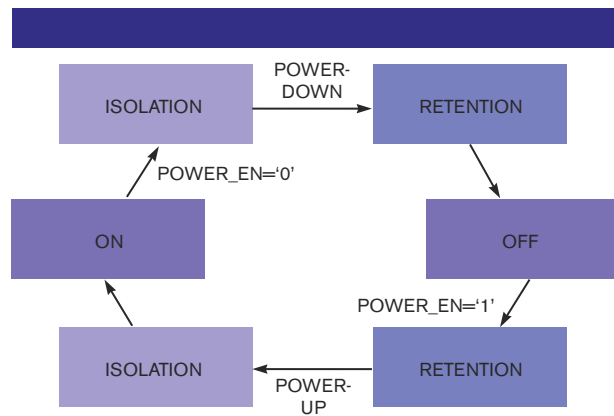 POWER-
DOWN
ISOLATION
RETENTION
POWER_EN=‘0’
ON
OFF
POWER_EN=‘1’
ISOLATION
RETENTION
POWER-
UP